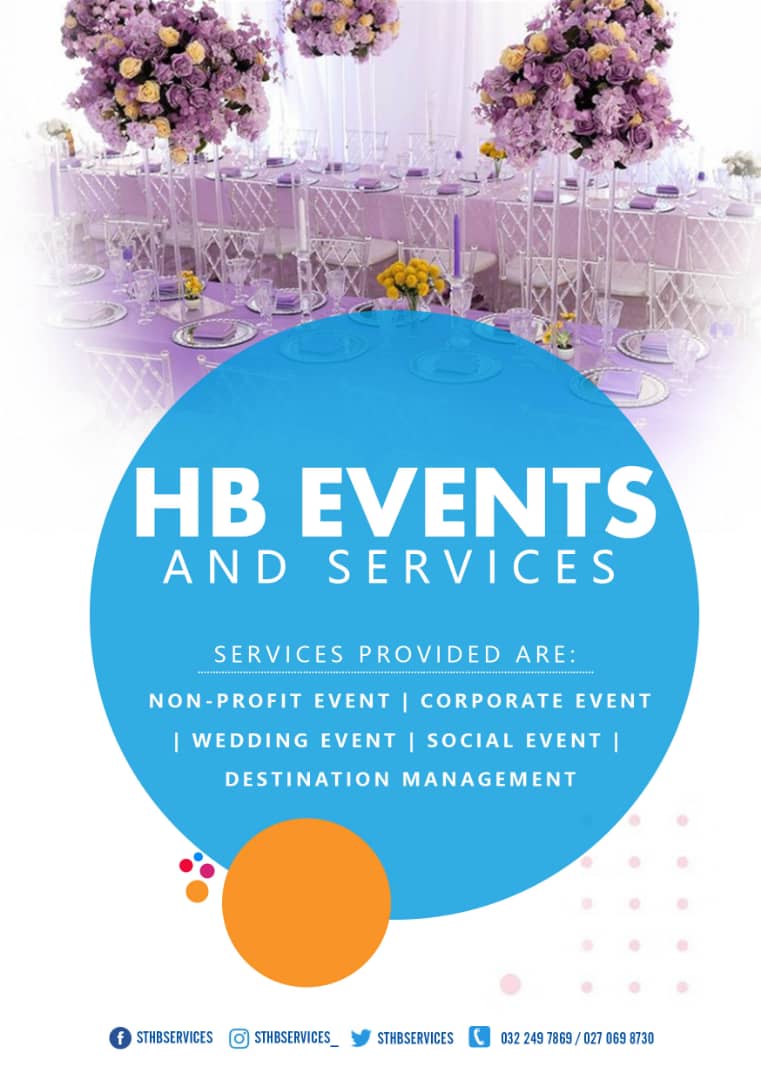 HB EVENTS
AND SERVICES
SERVICES PROVIDED ARE:
NON-PROFIT EVENT | CORPORATE EVENT
| WEDDING EVENT | SOCIAL EVENT |
DESTINATION MANAGEMENT
STHBSERVICES STHBSERVICES_ STHBSERVICES 032 249 7869 / 027 069 8730